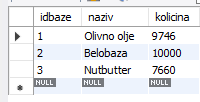 idbaze naziv kolicina
1 Olivno olje 9746
2 Belobaza 10000
3 Nutbutter 7660
NULL NULL NULL